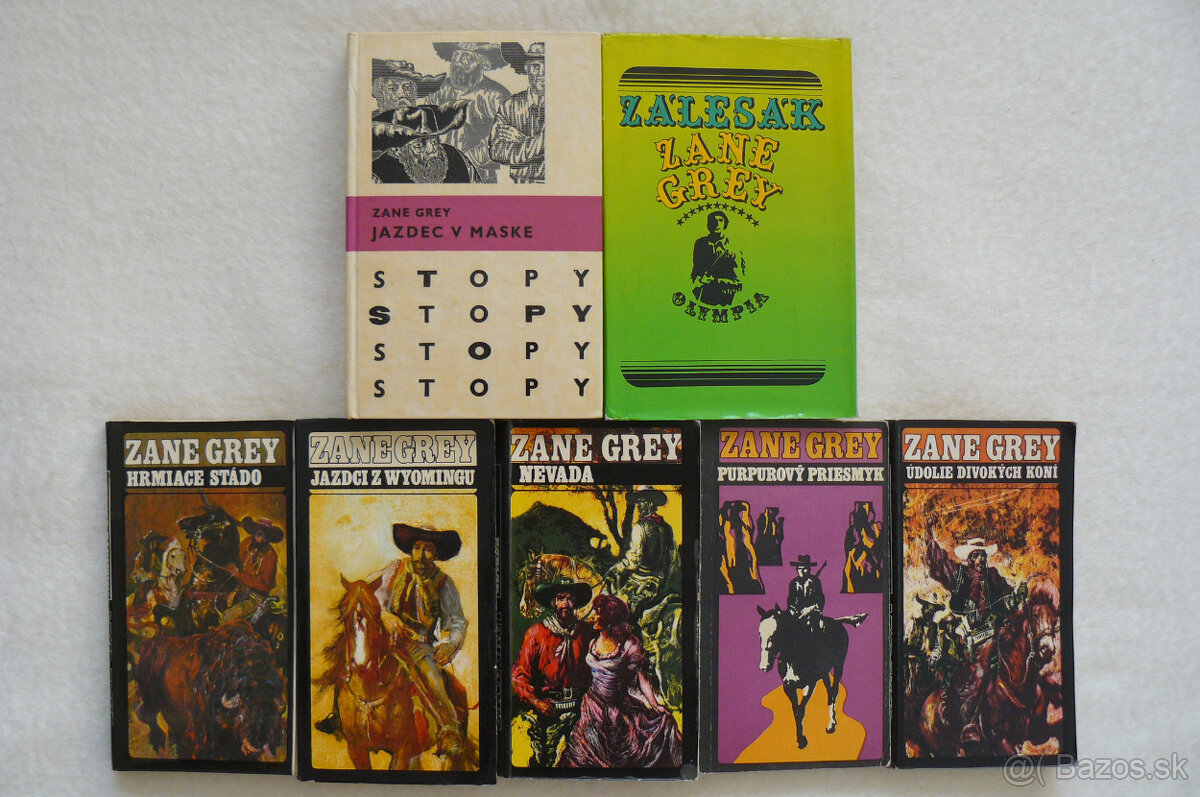 ZANE GREY
JAZDEC V MASKE
STOPY
STOPY
STOPY
STOPY
ZÁLESÁK
ZANE
GREY
OLYMPIA
ZANE GREY
HRMIACE STÁDO
ZANE GREY
JAZDCI Z WYOMINGU
ZANE GREY
NEVADA
ZANE GREY
PURPUROVÝ PRIESMYK
ZANE GREY
ÚDOLIE DIVOKÝCH KONÍ
@( Bazos.sk